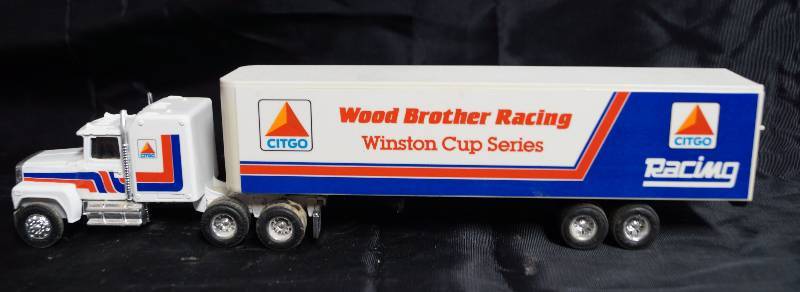 CITGO
CITGO
Wood Brother Racing
Winston Cup Series
CITGO
Racing